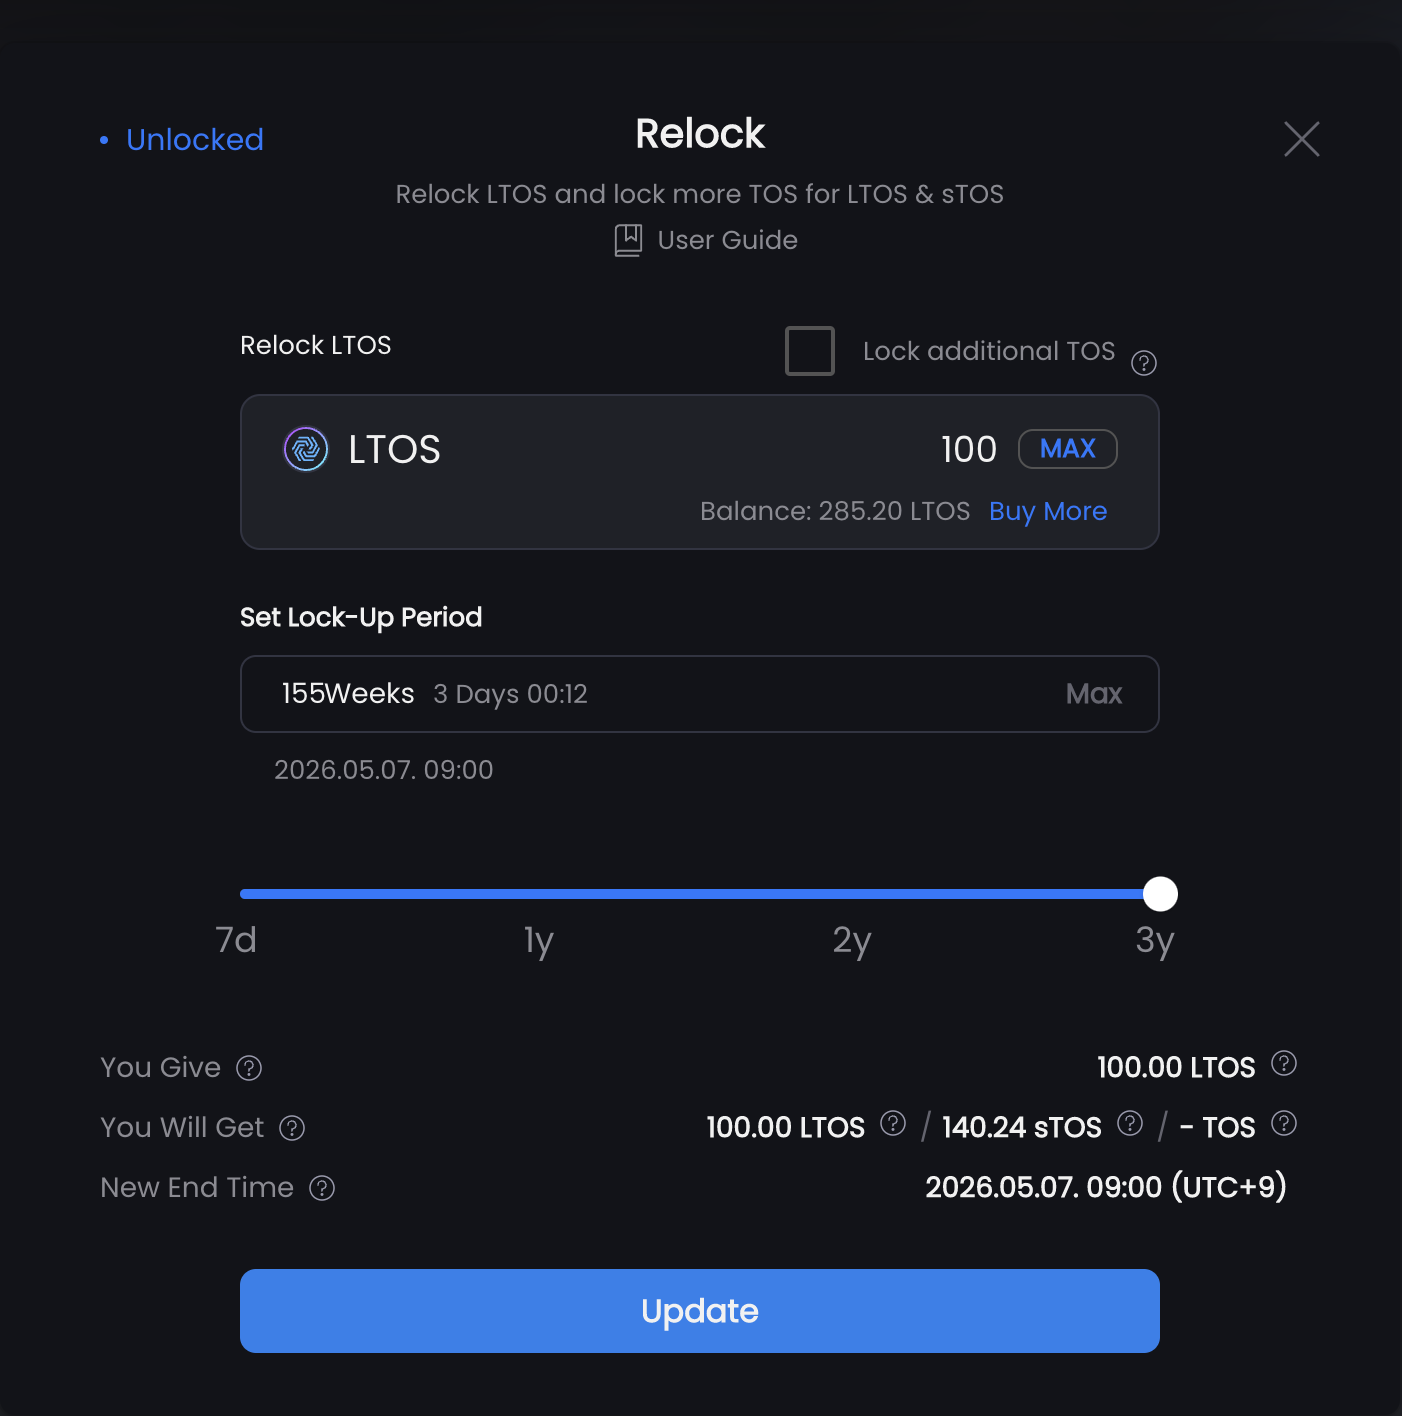 • Unlocked
Relock
Relock LTOS and lock more TOS for LTOS & sTOS
User Guide
Relock LTOS
Lock additional TOS ?
LTOS 100 MAX
Balance: 285.20 LTOS Buy More
Set Lock-Up Period
155Weeks 3 Days 00:12 Max
2026.05.07. 09:00
7d 1y 2y 3y
You Give ? 100.00 LTOS ?
You Will Get ? 100.00 LTOS ? / 140.24 sTOS ? / - TOS ?
New End Time ? 2026.05.07. 09:00 (UTC+9)
Update